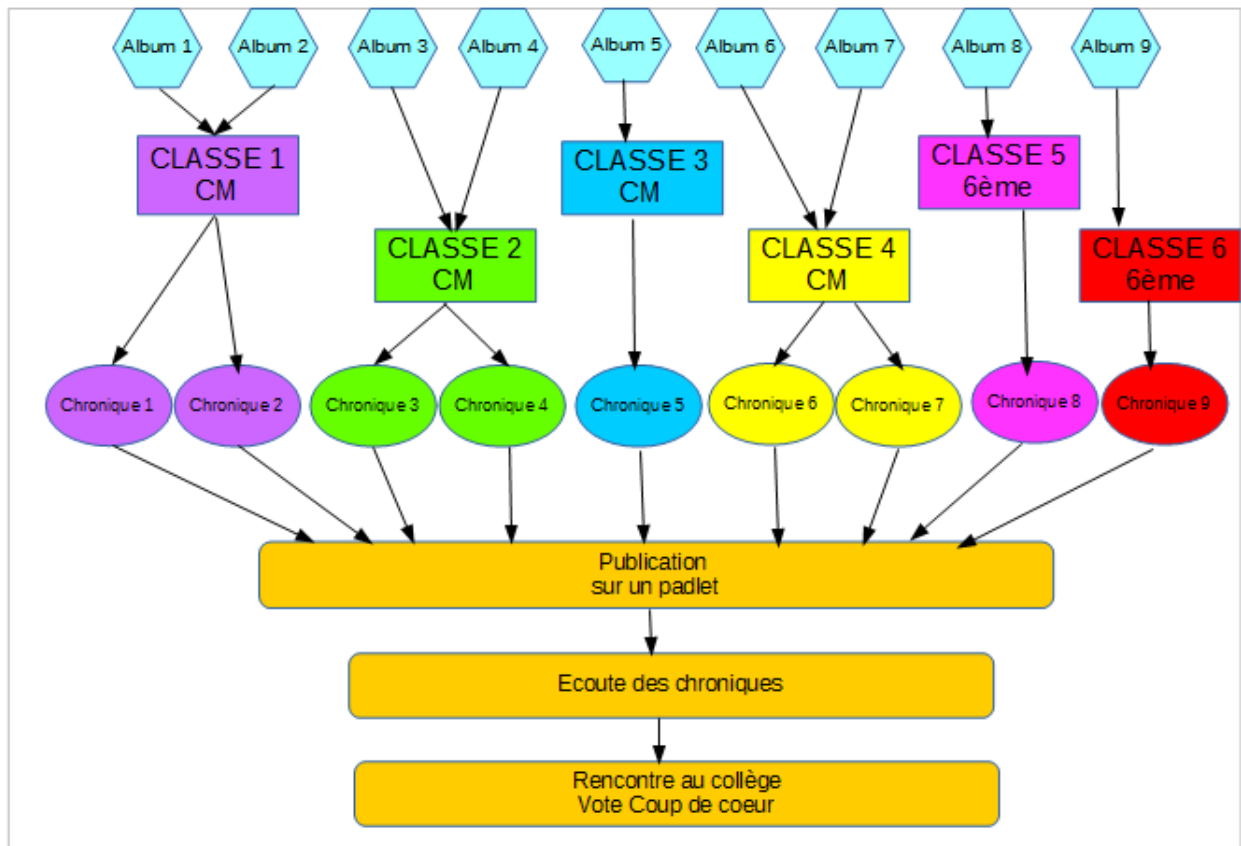 Album 1
Album 2
Album 3
Album 4
Album 5
Album 6
Album 7
Album 8
Album 9
CLASSE 1
CM
CLASSE 2
CM
CLASSE 3
CM
CLASSE 4
CM
CLASSE 5
6ème
CLASSE 6
6ème
Chronique 1
Chronique 2
Chronique 3
Chronique 4
Chronique 5
Chronique 6
Chronique 7
Chronique 8
Chronique 9
Publication
sur un padlet
Ecoute des chroniques
Rencontre au collège
Vote Coup de coeur